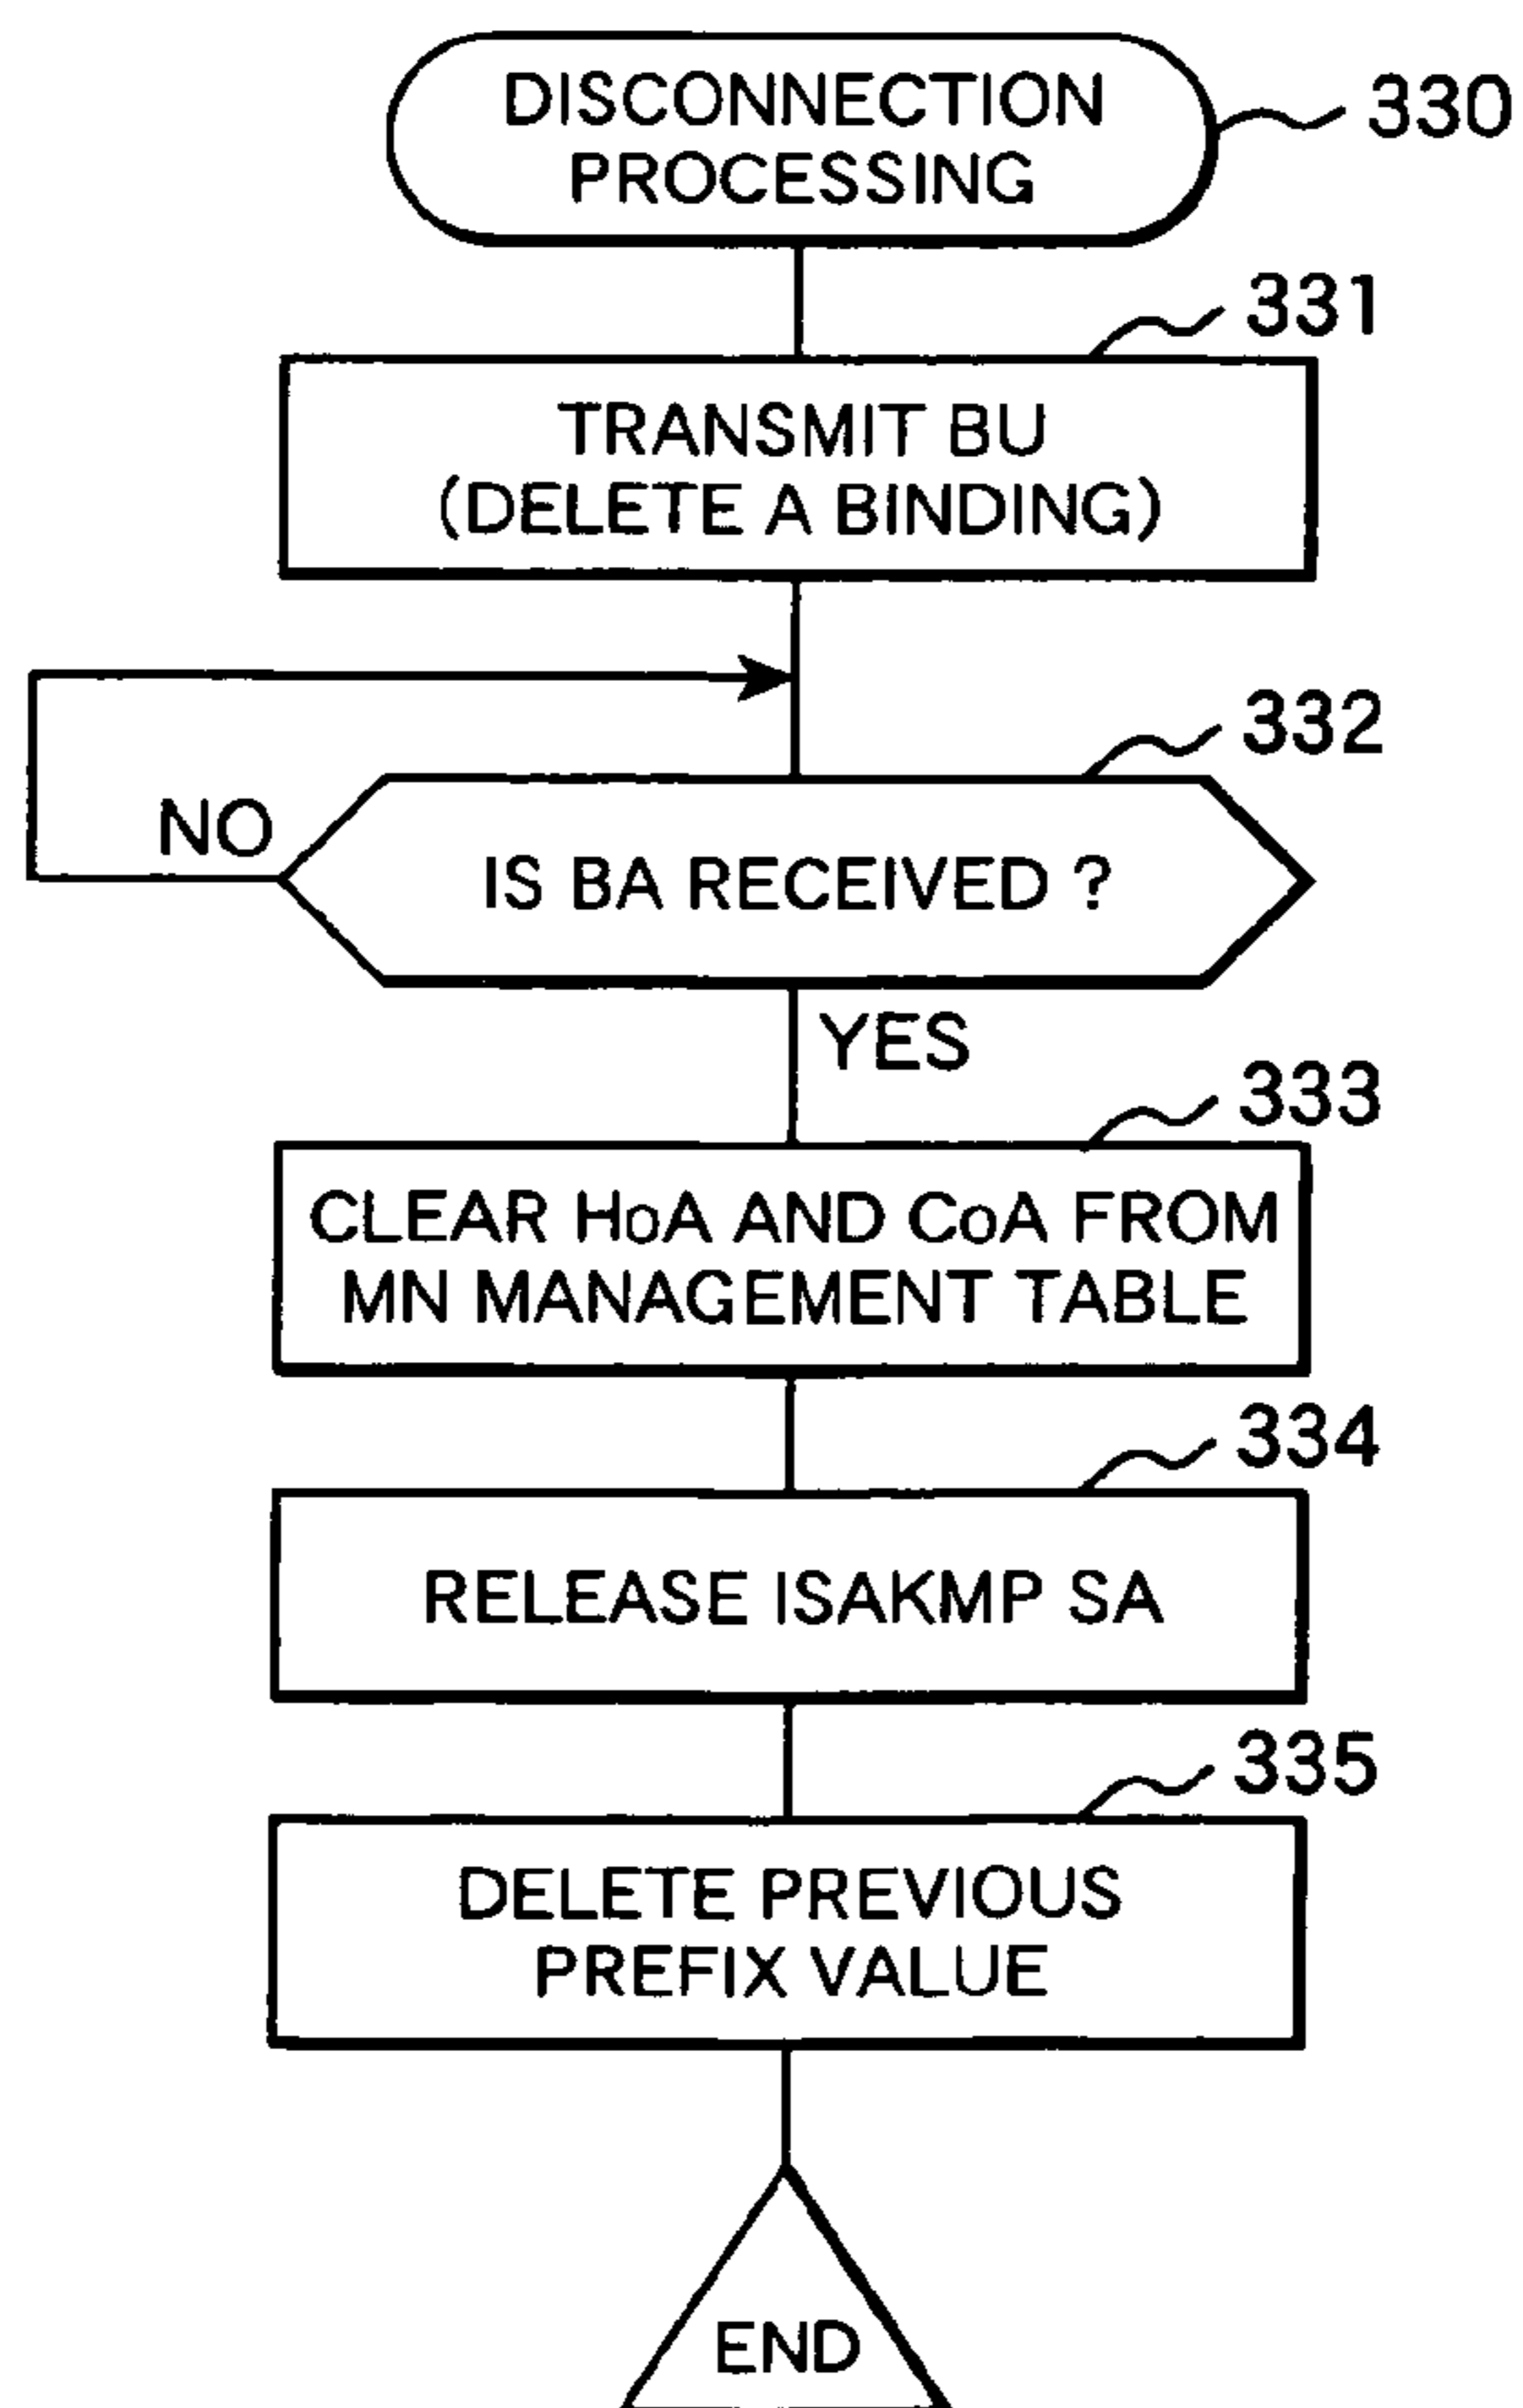 DISCONNECTION
PROCESSING
330
331
TRANSMIT BU
(DELETE A BINDING)
332
NO
IS BA RECEIVED ?
YES
333
CLEAR HoA AND CoA FROM
MN MANAGEMENT TABLE
334
RELEASE ISAKMP SA
335
DELETE PREVIOUS
PREFIX VALUE
END